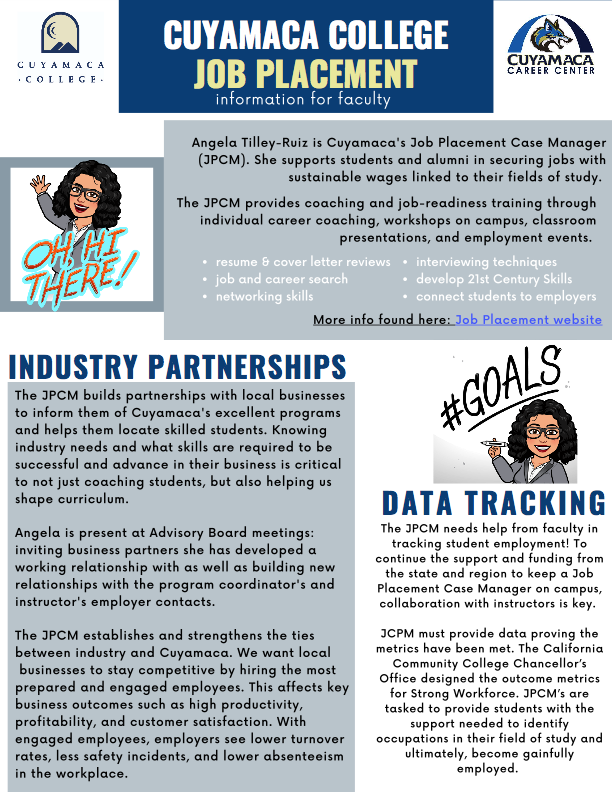 CUYAMACA
·COLLEGE·
CUYAMACA COLLEGE
JOB PLACEMENT
information for faculty
CUYAMACA
CAREER CENTER
Angela Tilley-Ruiz is Cuyamaca's Job Placement Case Manager
(JPCM). She supports students and alumni in securing jobs with
sustainable wages linked to their fields of study.
The JPCM provides coaching and job-readiness training through
individual career coaching, workshops on campus, classroom
presentations, and employment events.
OH, HI
THERE!
• resume & cover letter reviews
• job and career search
• networking skills
• interviewing techniques
• develop 21st Century Skills
• connect students to employers
More info found here: Job Placement website
INDUSTRY PARTNERSHIPS
The JPCM builds partnerships with local businesses
to inform them of Cuyamaca's excellent programs
and helps them locate skilled students. Knowing
industry needs and what skills are required to be
successful and advance in their business is critical
to not just coaching students, but also helping us
shape curriculum.
Angela is present at Advisory Board meetings:
inviting business partners she has developed a
working relationship with as well as building new
relationships with the program coordinator's and
instructor's employer contacts.
The JPCM establishes and strengthens the ties
between industry and Cuyamaca. We want local
businesses to stay competitive by hiring the most
prepared and engaged employees. This affects key
business outcomes such as high productivity,
profitability, and customer satisfaction. With
engaged employees, employers see lower turnover
rates, less safety incidents, and lower absenteeism
in the workplace.
#GOALS
DATA TRACKING
The JPCM needs help from faculty in
tracking student employment! To
continue the support and funding from
the state and region to keep a Job
Placement Case Manager on campus,
collaboration with instructors is key.
JCPM must provide data proving the
metrics have been met. The California
Community College Chancellor's
Office designed the outcome metrics
for Strong Workforce. JPCM's are
tasked to provide students with the
support needed to identify
occupations in their field of study and
ultimately, become gainfully
employed.